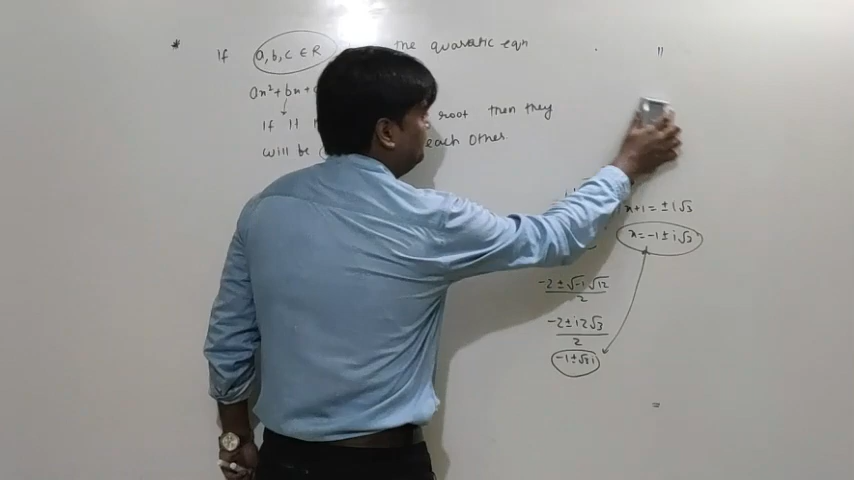 * If a, b, c ∈ R the quadratic eqn
ax² + bx +
If it root then they
will be each other.
x+1 = ± i√3
x = -1 ± i√3
-2 ± √-1 √12
2
-2 ± i2√3
2
-1 ± √3i
=